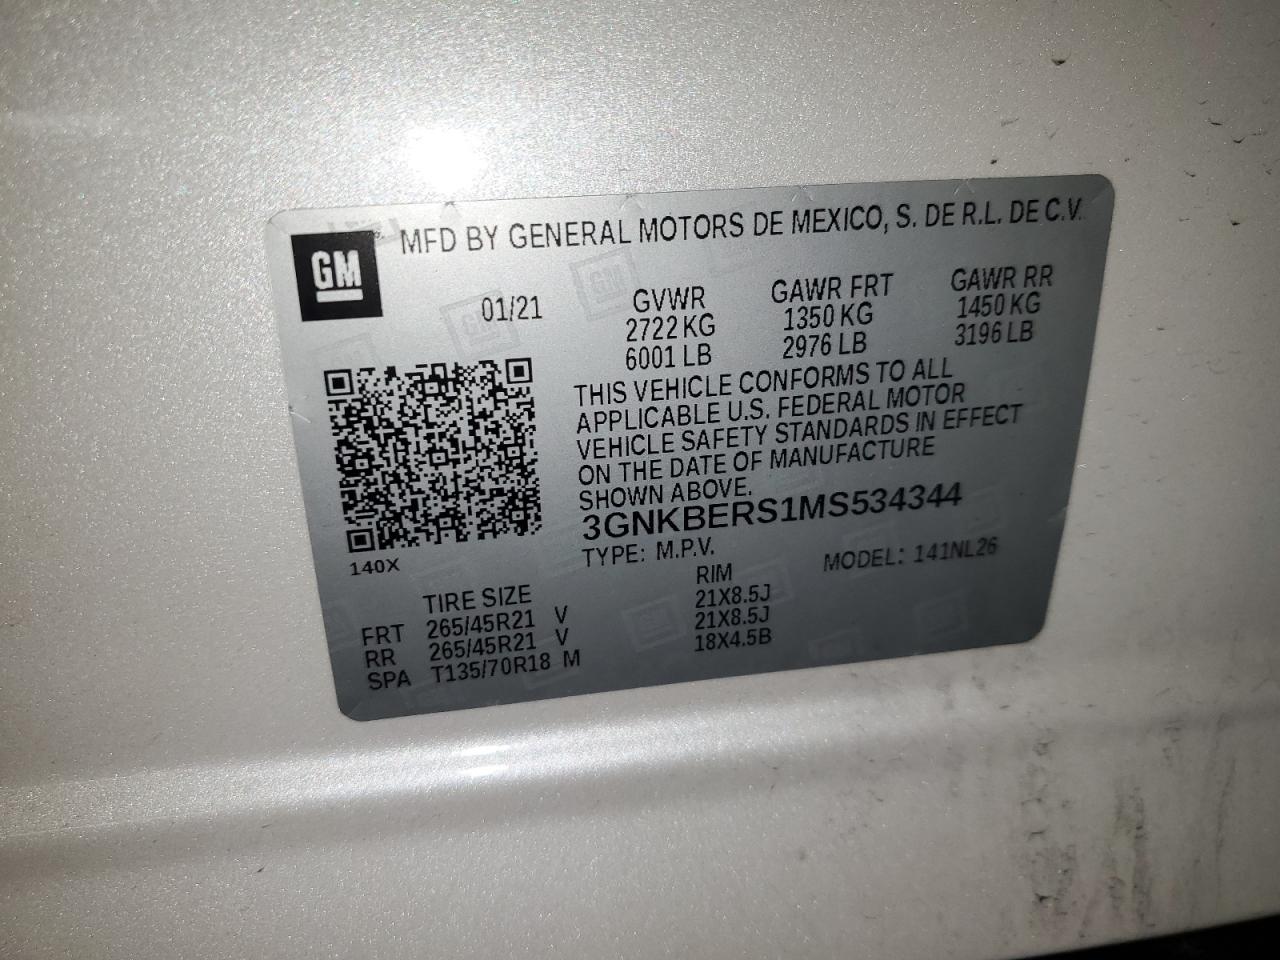 MFD BY GENERAL MOTORS DE MEXICO, S. DE R.L. DE C.V.
GM
01/21 GVWR GAWR FRT GAWR RR
2722 KG 1350 KG 1450 KG
6001 LB 2976 LB 3196 LB
THIS VEHICLE CONFORMS TO ALL
APPLICABLE U.S. FEDERAL MOTOR
VEHICLE SAFETY STANDARDS IN EFFECT
ON THE DATE OF MANUFACTURE
SHOWN ABOVE.
3GNKBERS1MS534344
TYPE: M.P.V. MODEL: 141NL26
140X
TIRE SIZE RIM
FRT 265/45R21 V 21X8.5J
RR 265/45R21 V 21X8.5J
SPA T135/70R18 M 18X4.5B